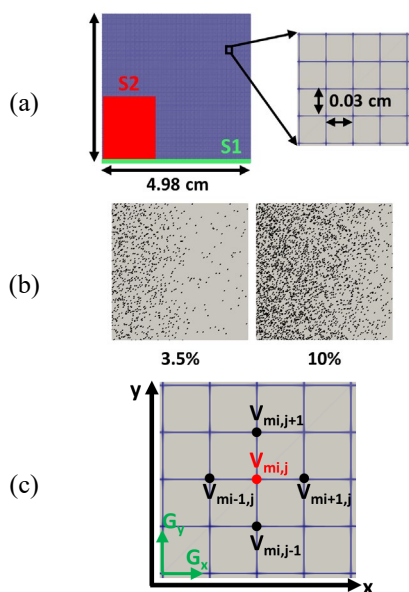 (a)
S2
S1
0.03 cm
4.98 cm
(b)
3.5%
10%
(c)
y
V mi,j+1
V mi,j
V mi-1,j
V mi+1,j
V mi,j-1
G y
G x
x